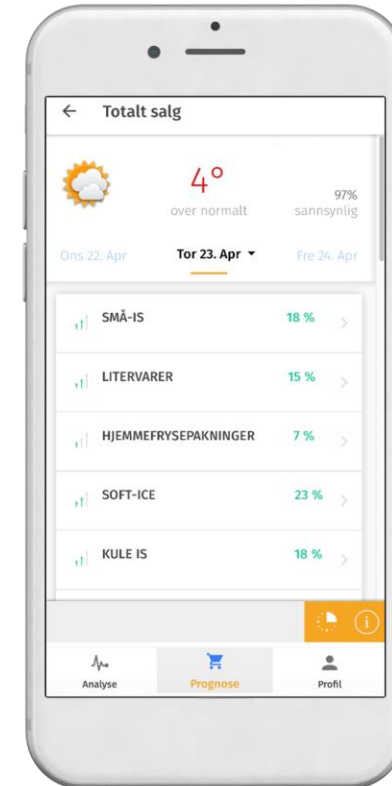 ← Totalt salg
4°
over normalt
97%
sannsynlig
Ons 22. Apr
Tor 23. Apr
Fre 24. Apr
SMÅ-IS 18 %
LITERVARER 15 %
HJEMMEFRYSEPAKNINGER 7 %
SOFT-ICE 23 %
KULE IS 18 %
i
Analyse
Prognose
Profil